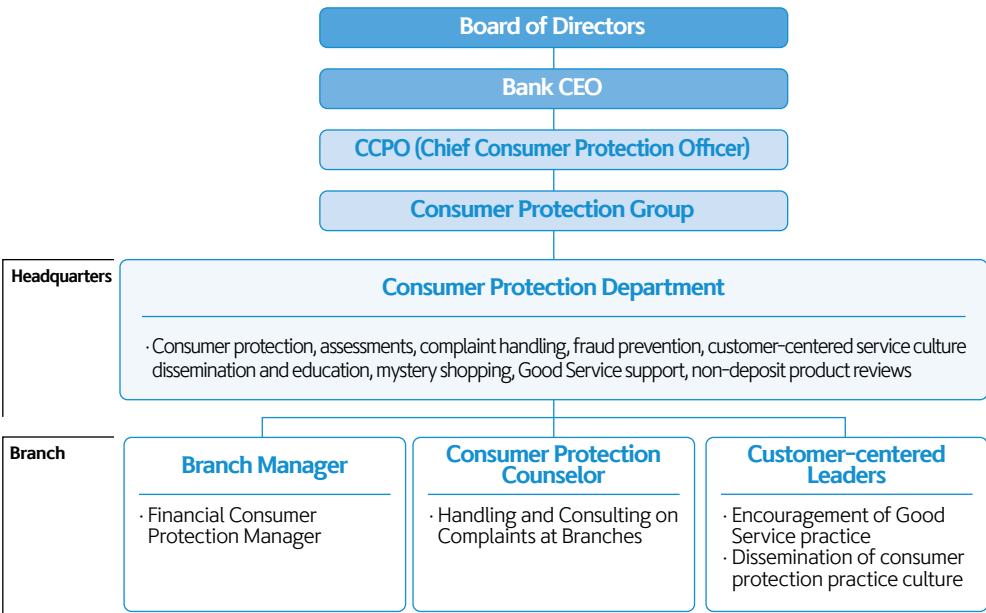 Board of Directors
Bank CEO
CCPO (Chief Consumer Protection Officer)
Consumer Protection Group
Headquarters
Consumer Protection Department
· Consumer protection, assessments, complaint handling, fraud prevention, customer-centered service culture
dissemination and education, mystery shopping, Good Service support, non-deposit product reviews
Branch
Branch Manager
· Financial Consumer
Protection Manager
Consumer Protection
Counselor
· Handling and Consulting on
Complaints at Branches
Customer-centered
Leaders
· Encouragement of Good
Service practice
· Dissemination of consumer
protection practice culture